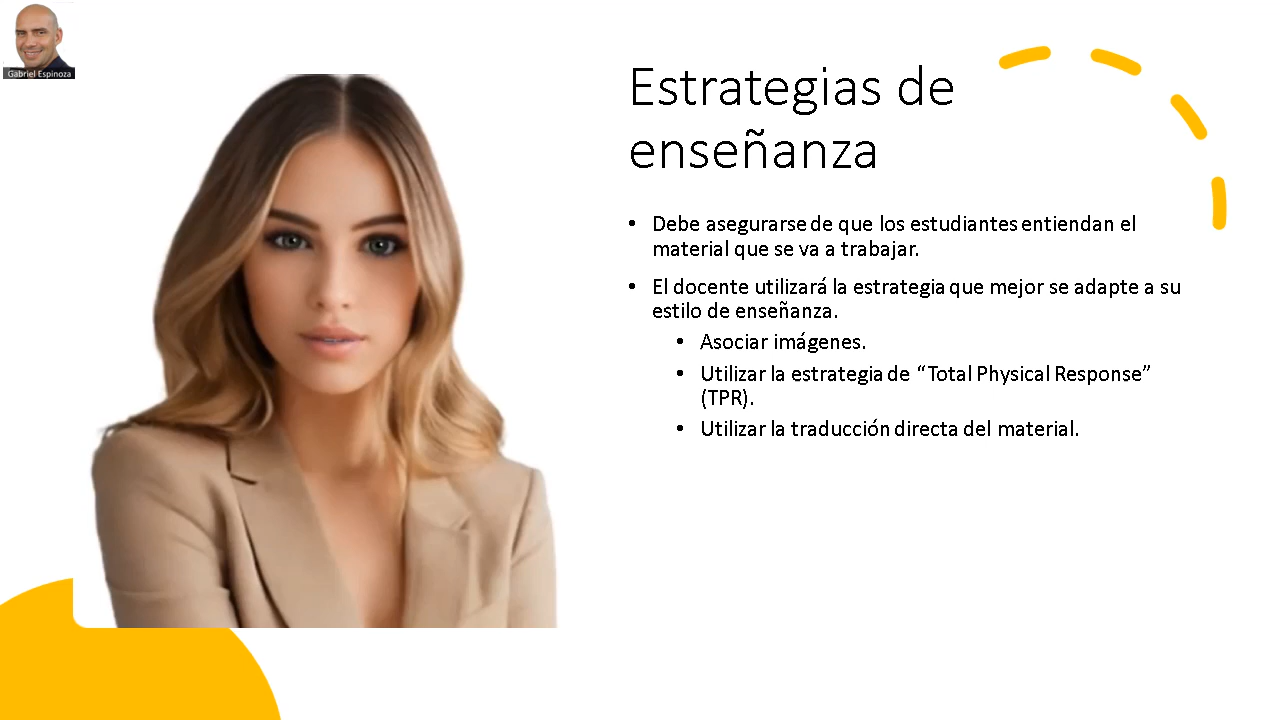 Gabriel Espinoza
Estrategias de
enseñanza
• Debe asegurarse de que los estudiantes entiendan el
material que se va a trabajar.
• El docente utilizará la estrategia que mejor se adapte a su
estilo de enseñanza.
• Asociar imágenes.
• Utilizar la estrategia de “Total Physical Response”
(TPR).
• Utilizar la traducción directa del material.